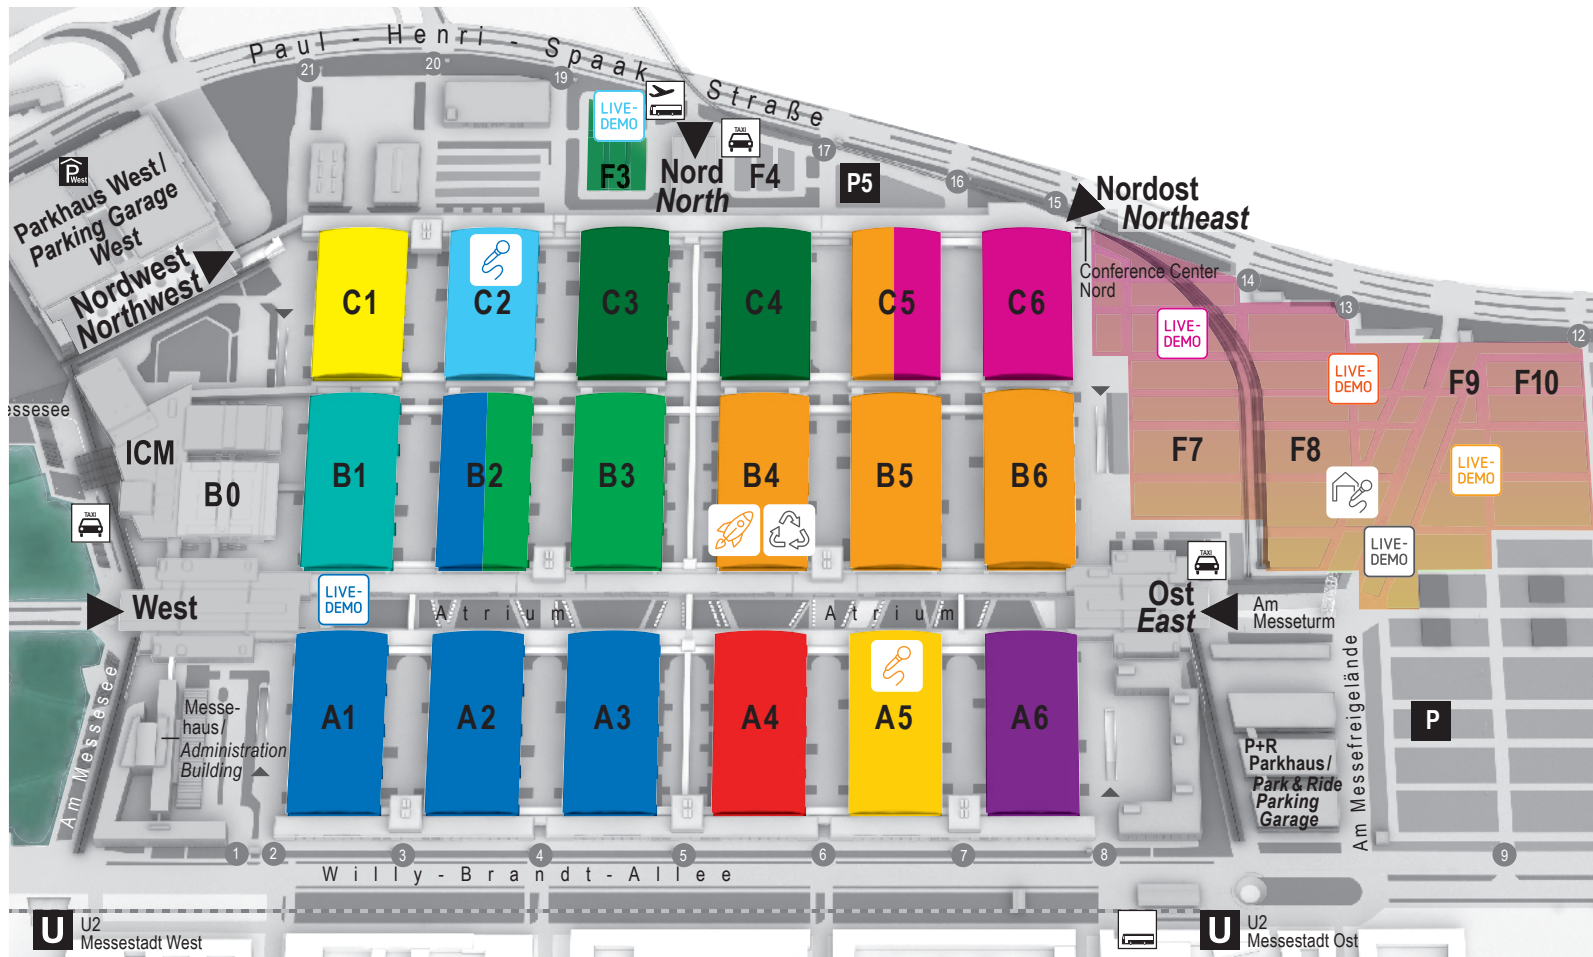 Paul - Henri - Spaak - Straße
21
20
19
LIVE-
DEMO
F3
Nord
North
TAXI
F4
17
P5
16
15
Nordost
Northeast
Conference Center
Nord
14
13
12
P
West
Parkhaus West/
Parking Garage
West
Nordwest
Northwest
C1
C2
C3
C4
C5
C6
LIVE-
DEMO
LIVE-
DEMO
F9
F10
essesee
ICM
B0
B1
B2
B3
B4
B5
B6
F7
F8
LIVE-
DEMO
LIVE-
DEMO
TAXI
TAXI
West
LIVE-
DEMO
Atrium
Atrium
Ost
East
Am
Messeturm
Am Messesee
Messe-
haus/
Administration
Building
A1
A2
A3
A4
A5
A6
P+R
Parkhaus/
Park & Ride
Parking
Garage
Am Messefreigelände
P
1
2
3
4
5
6
7
8
9
Willy-Brandt-Allee
U
U2
Messestadt West
U
U2
Messestadt Ost